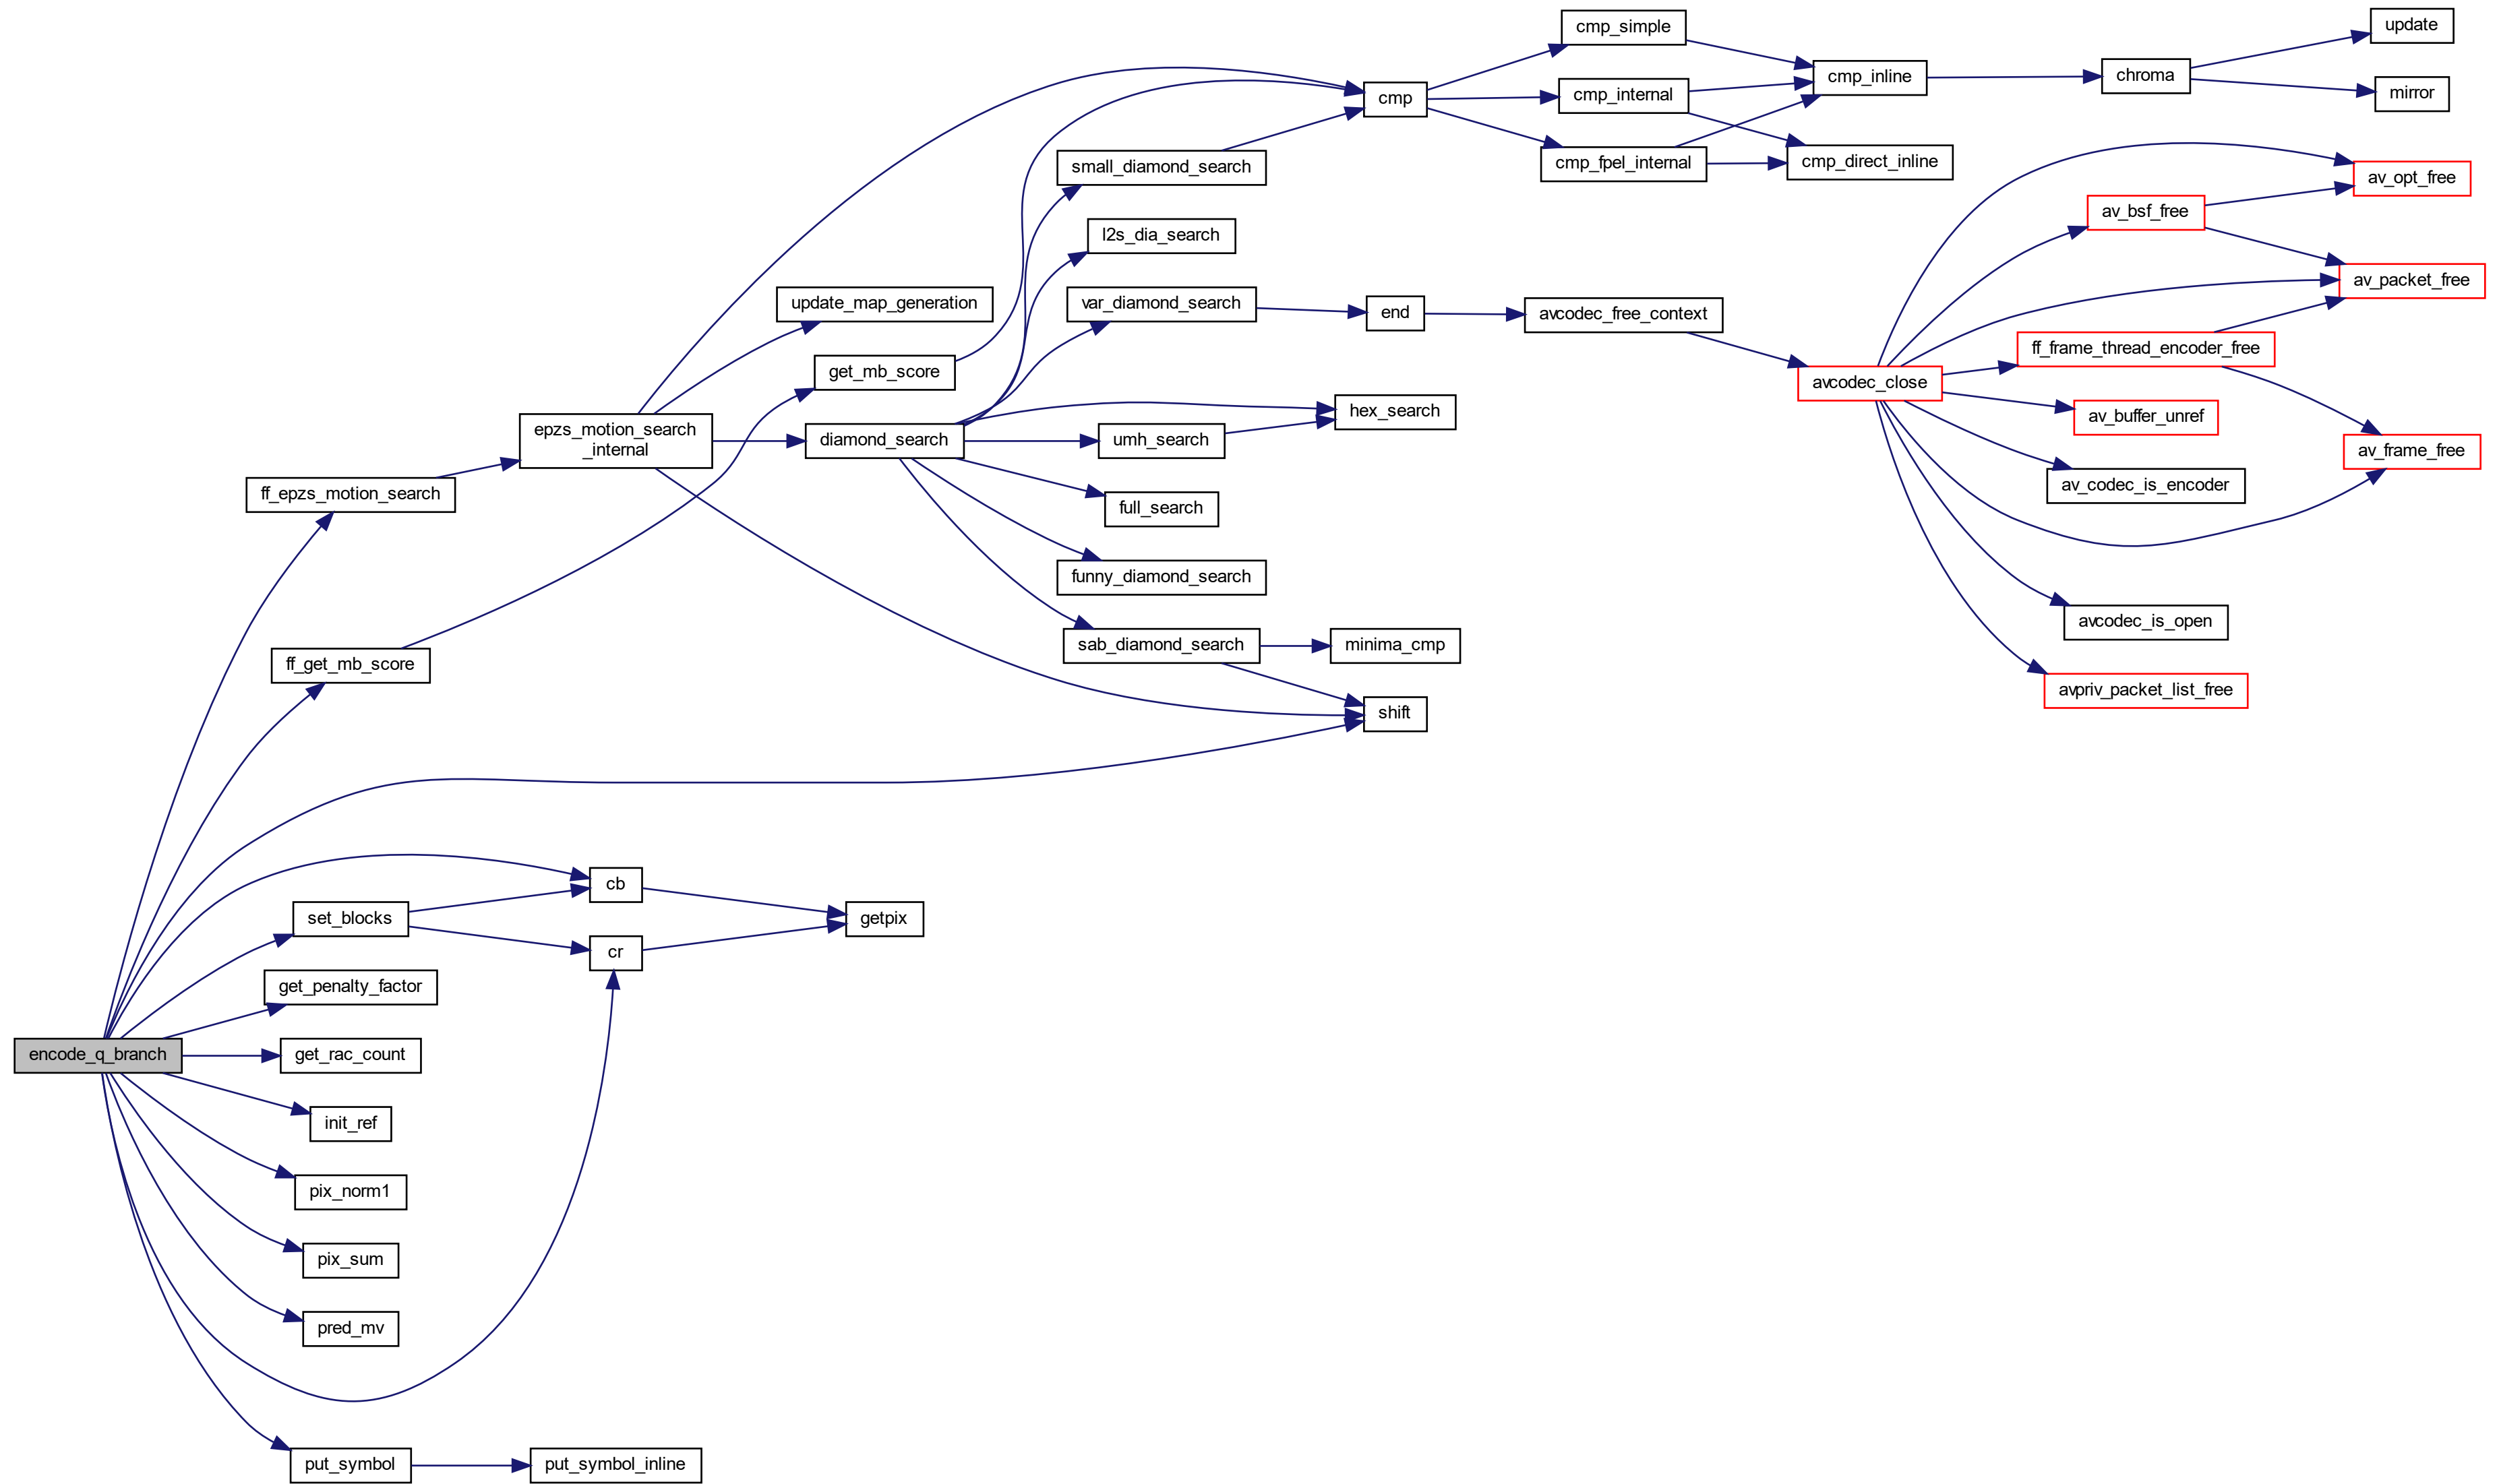 encode_q_branch
ff_epzs_motion_search
ff_get_mb_score
set_blocks
get_penalty_factor
get_rac_count
init_ref
pix_norm1
pix_sum
pred_mv
put_symbol
epzs_motion_search
_internal
cb
cr
put_symbol_inline
update_map_generation
get_mb_score
diamond_search
getpix
small_diamond_search
l2s_dia_search
var_diamond_search
umh_search
full_search
funny_diamond_search
sab_diamond_search
cmp
end
hex_search
minima_cmp
shift
cmp_simple
cmp_internal
cmp_fpel_internal
avcodec_free_context
cmp_inline
cmp_direct_inline
avcodec_close
chroma
av_bsf_free
ff_frame_thread_encoder_free
av_buffer_unref
av_codec_is_encoder
avcodec_is_open
avpriv_packet_list_free
update
mirror
av_opt_free
av_packet_free
av_frame_free